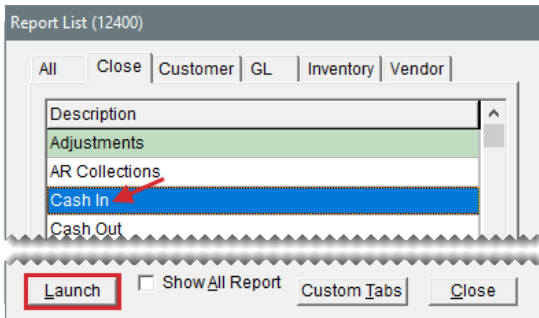 Report List (12400)
All Close Customer GL Inventory Vendor
Description
Adjustments
AR Collections
Cash In
Cash Out
Launch Show All Report Custom Tabs Close